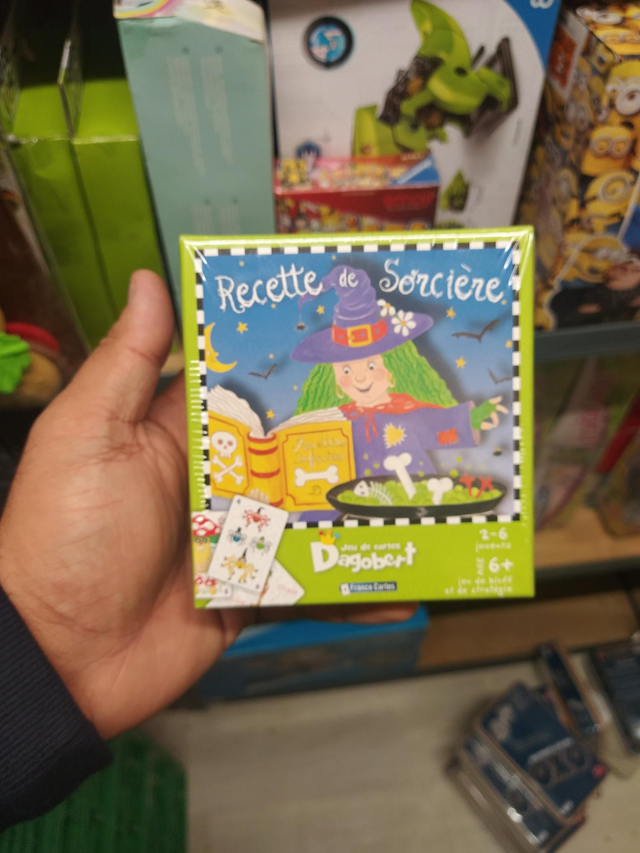 Recette de Sorcière
Jeu de cartes
Dagobert
France Cartes
2-6
joueurs
6+
jeu de bluff
et de stratégie